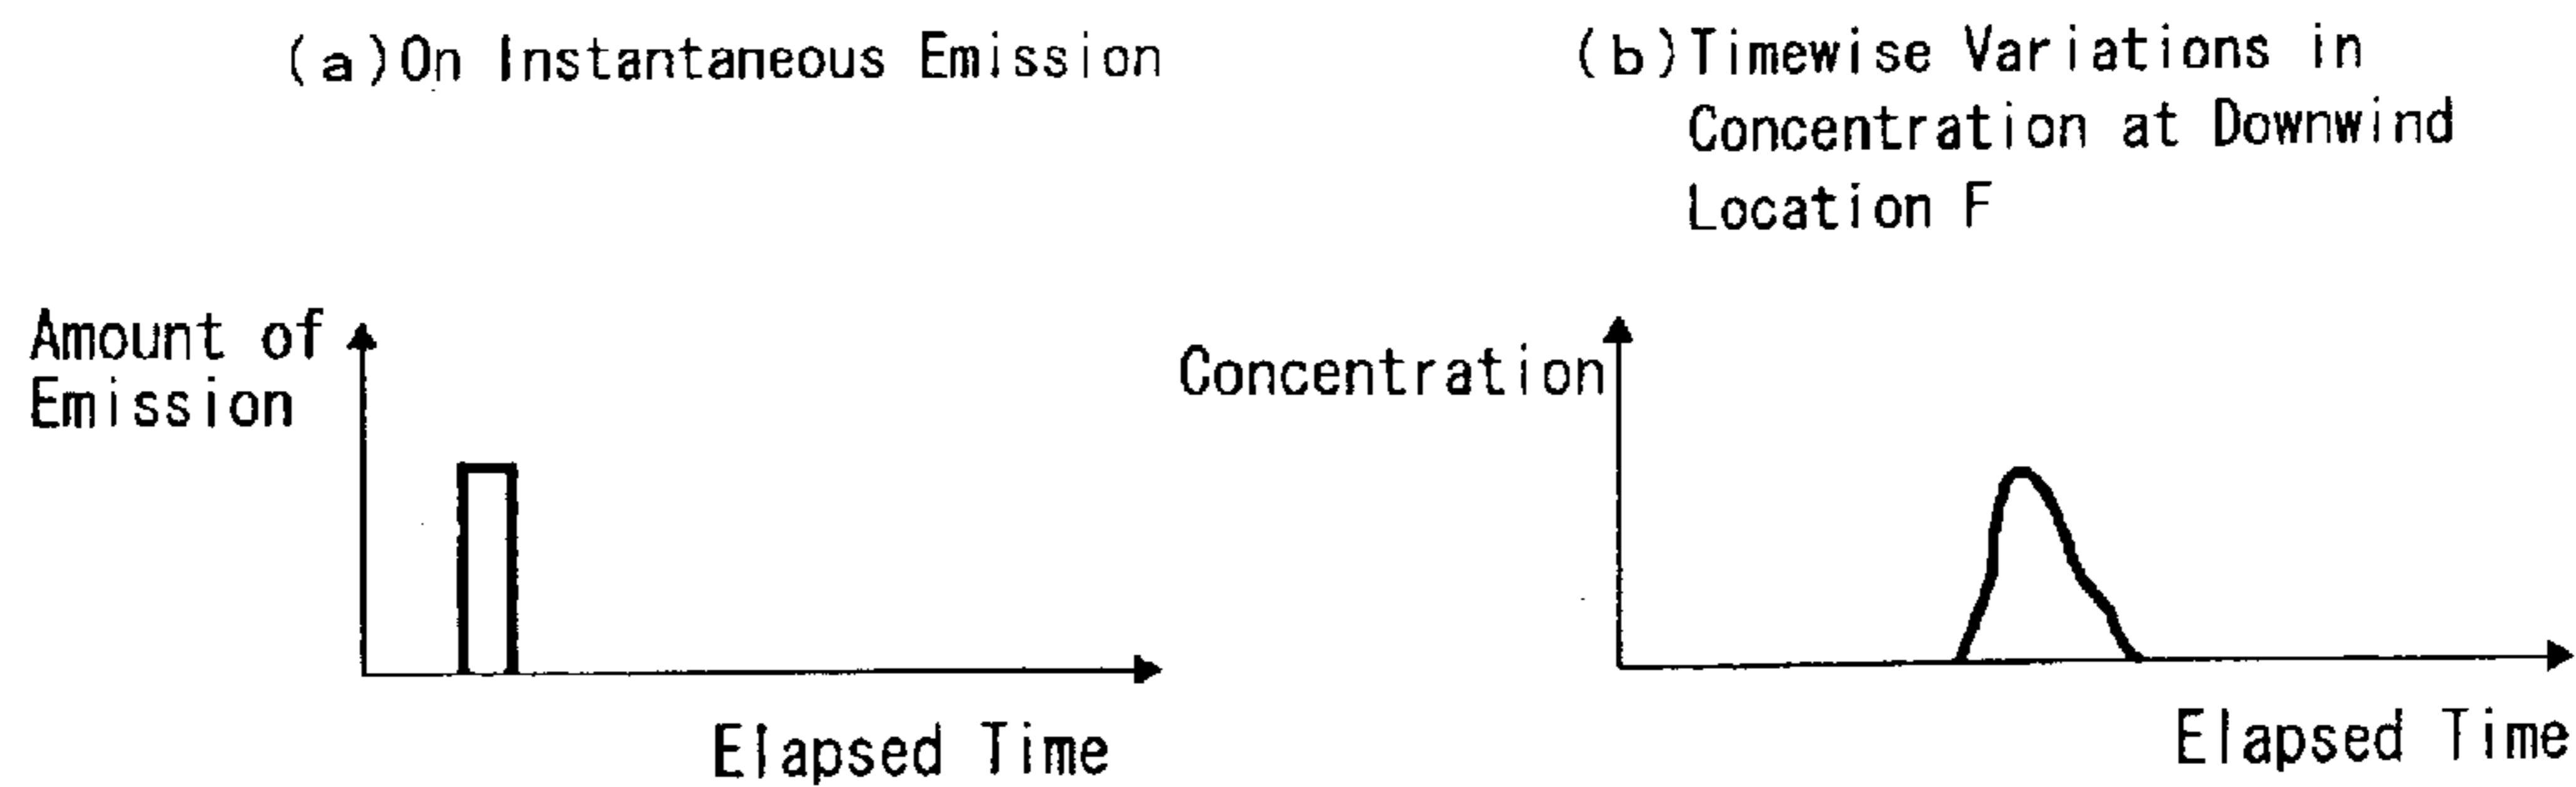 (a)On Instantaneous Emission
(b)Timewise Variations in
Concentration at Downwind
Location F
Amount of
Emission
Elapsed Time
Concentration
Elapsed Time